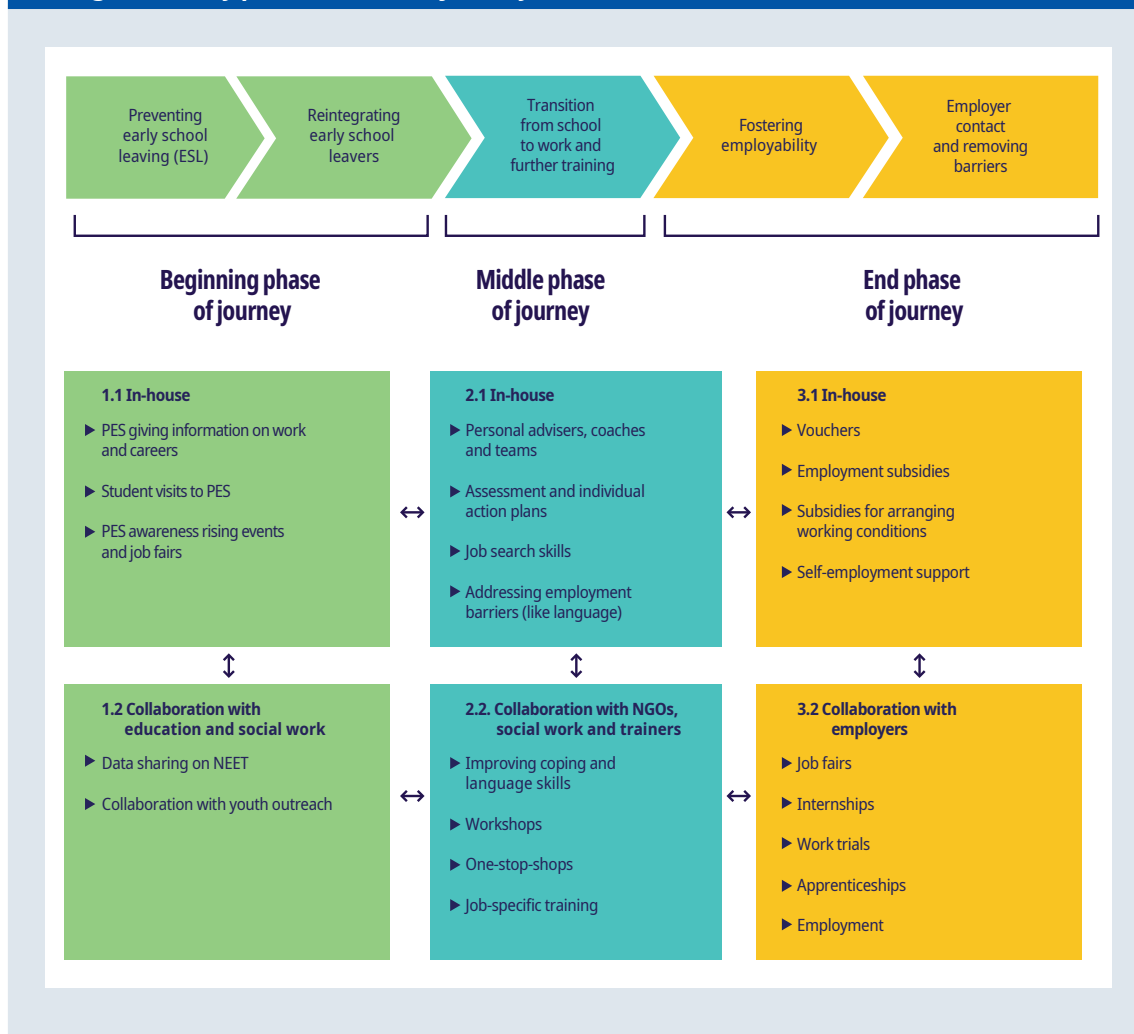 Preventing
early school
leaving (ESL)
Reintegrating
early school
leavers
Transition
from school
to work and
further training
Fostering
employability
Employer
contact
and removing
barriers
Beginning phase
of journey
Middle phase
of journey
End phase
of journey
1.1 In-house
▶ PES giving information on work
and careers
▶ Student visits to PES
▶ PES awareness rising events
and job fairs
2.1 In-house
▶ Personal advisers, coaches
and teams
▶ Assessment and individual
action plans
▶ Job search skills
▶ Addressing employment
barriers (like language)
3.1 In-house
▶ Vouchers
▶ Employment subsidies
▶ Subsidies for arranging
working conditions
▶ Self-employment support
1.2 Collaboration with
education and social work
▶ Data sharing on NEET
▶ Collaboration with youth outreach
2.2. Collaboration with NGOs,
social work and trainers
▶ Improving coping and
language skills
▶ Workshops
▶ One-stop-shops
▶ Job-specific training
3.2 Collaboration with
employers
▶ Job fairs
▶ Internships
▶ Work trials
▶ Apprenticeships
▶ Employment